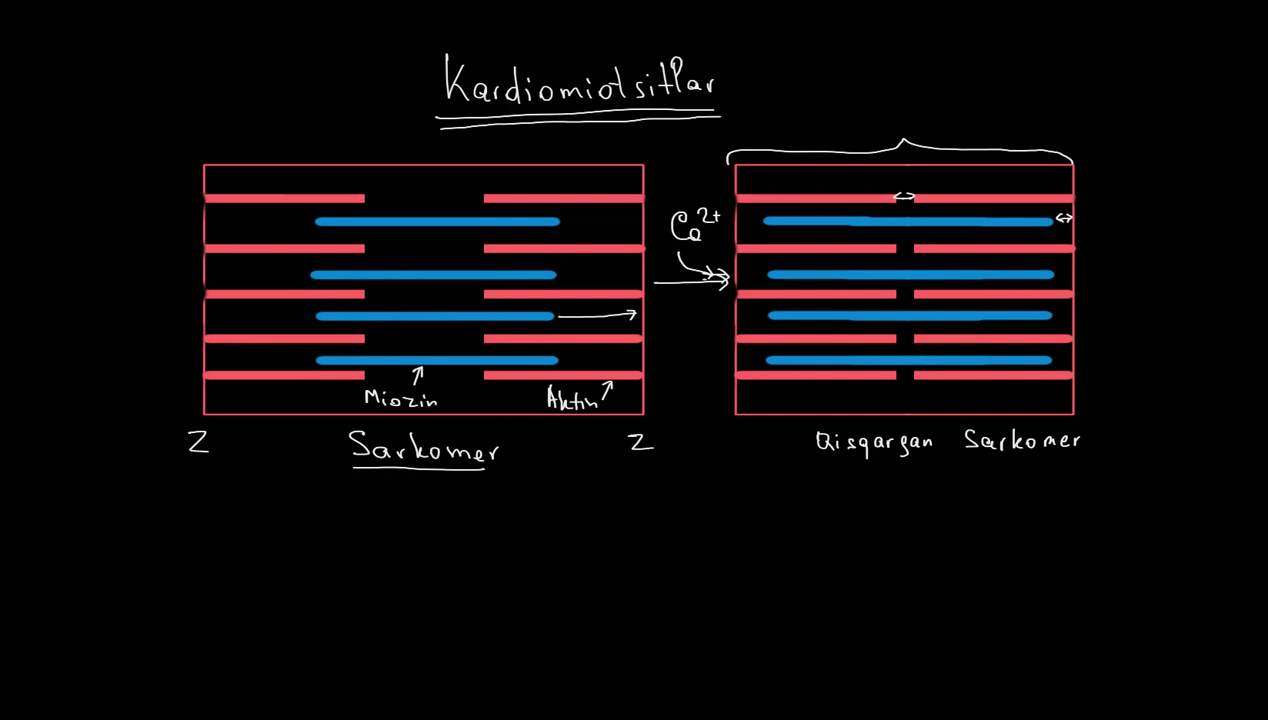 Kardiomiotsitlar
Ca2+
Miozin
Aktin
Z Sarkomer Z
Qisqargan Sarkomer